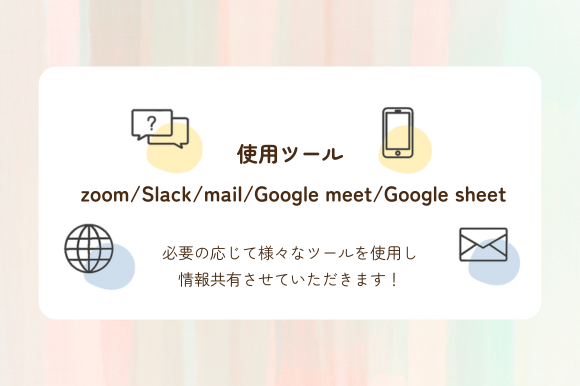 ?
使用ツール
zoom/Slack/mail/Google meet/Google sheet
必要の応じて様々なツールを使用し
情報共有させていただきます！